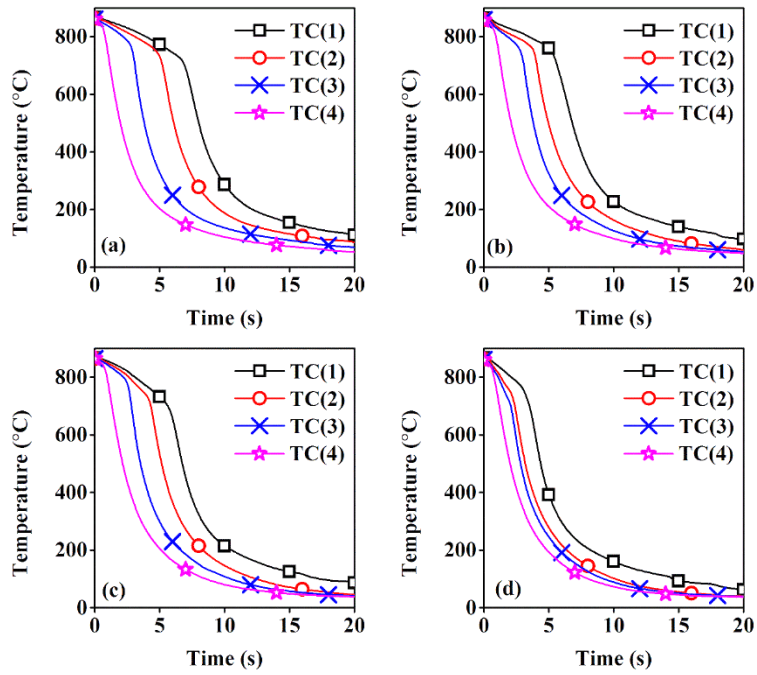 800
600
400
200
0
Temperature (°C)
TC(1)
TC(2)
TC(3)
TC(4)
(a)
0 5 10 15 20
Time (s)
800
600
400
200
0
Temperature (°C)
TC(1)
TC(2)
TC(3)
TC(4)
(b)
0 5 10 15 20
Time (s)
800
600
400
200
0
Temperature (°C)
TC(1)
TC(2)
TC(3)
TC(4)
(c)
0 5 10 15 20
Time (s)
800
600
400
200
0
Temperature (°C)
TC(1)
TC(2)
TC(3)
TC(4)
(d)
0 5 10 15 20
Time (s)